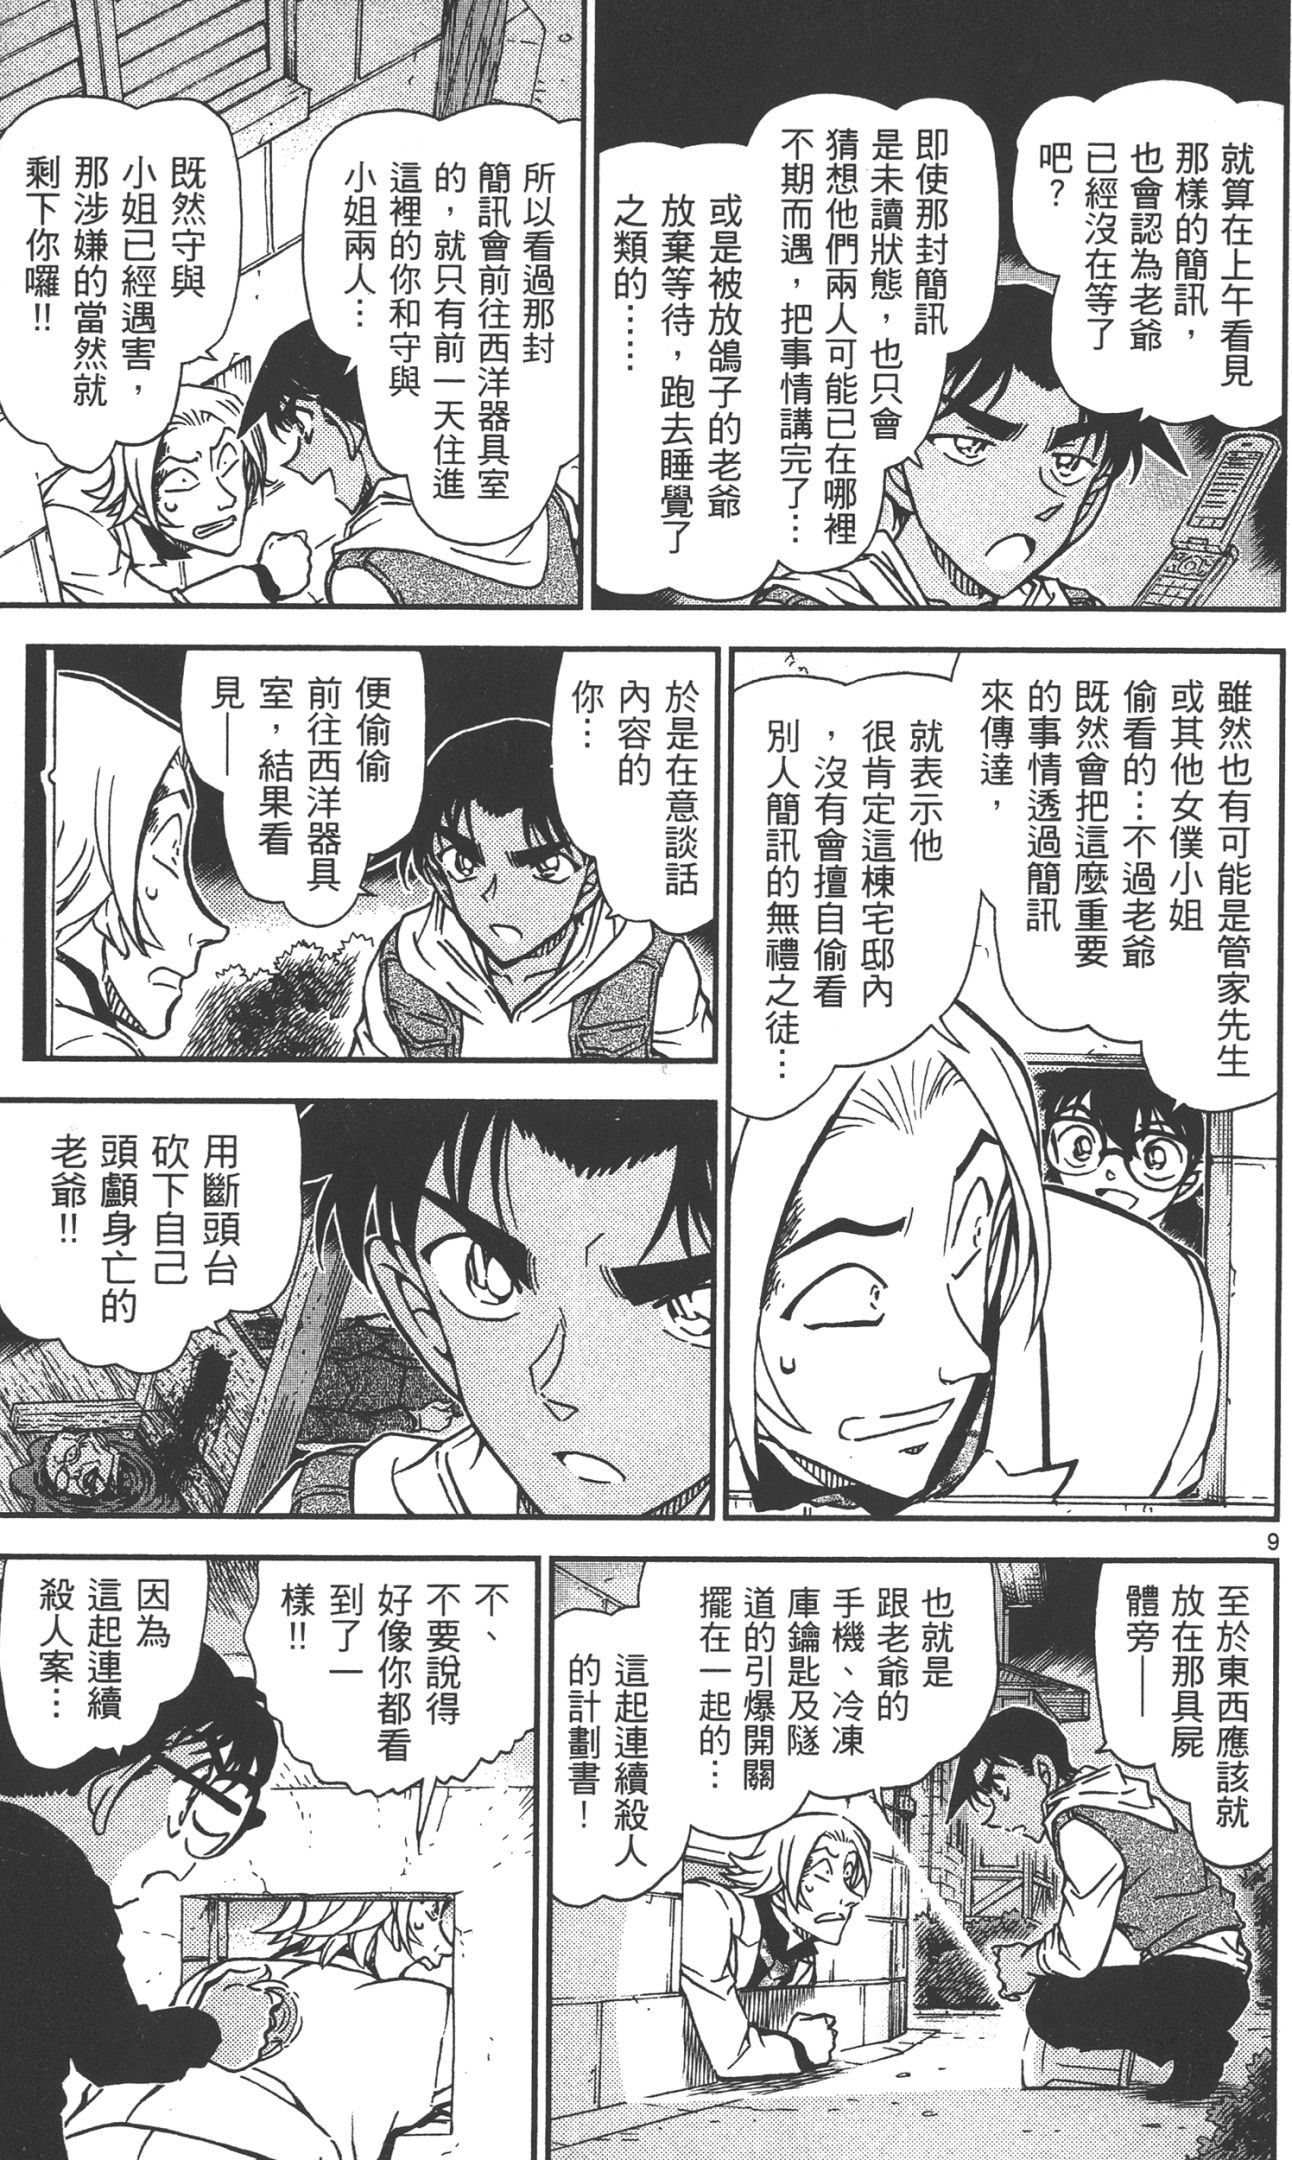 就算在上午看見
那樣的簡訊，
也會認為老爺
已經沒在等了
吧？
即使那封簡訊
是未讀狀態，也只會
猜想他們兩人可能已在哪裡
不期而遇，把事情講完了…
或是被放鴿子的老爺
放棄等待，跑去睡覺了
之類的……
所以看過那封
簡訊會前往西洋器具室
的，就只有前一天住進
這裡的你和守與
小姐兩人…
既然守與
小姐已經遇害，
那涉嫌的當然就
剩下你囉!!
雖然也有可能是管家先生
或其他女僕小姐
偷看的…不過老爺
既然會把這麼重要
的事情透過簡訊
來傳達，
就表示他
很肯定這棟宅邸內
，沒有會擅自偷看
別人簡訊的無禮之徒…
於是在意談話
內容的
你…
便偷偷
前往西洋器具
室，結果看
見—
用斷頭台
砍下自己
頭顱身亡的
老爺!!
9
至於東西應該就
放在那具屍
體旁—
也就是
跟老爺的
手機、冷凍
庫鑰匙及隧
道的引爆開關
擺在一起的…
這起連續殺人
的計劃書！
不、
不要說得
好像你都看
到了一
樣!!
因為
這起連續
殺人案…